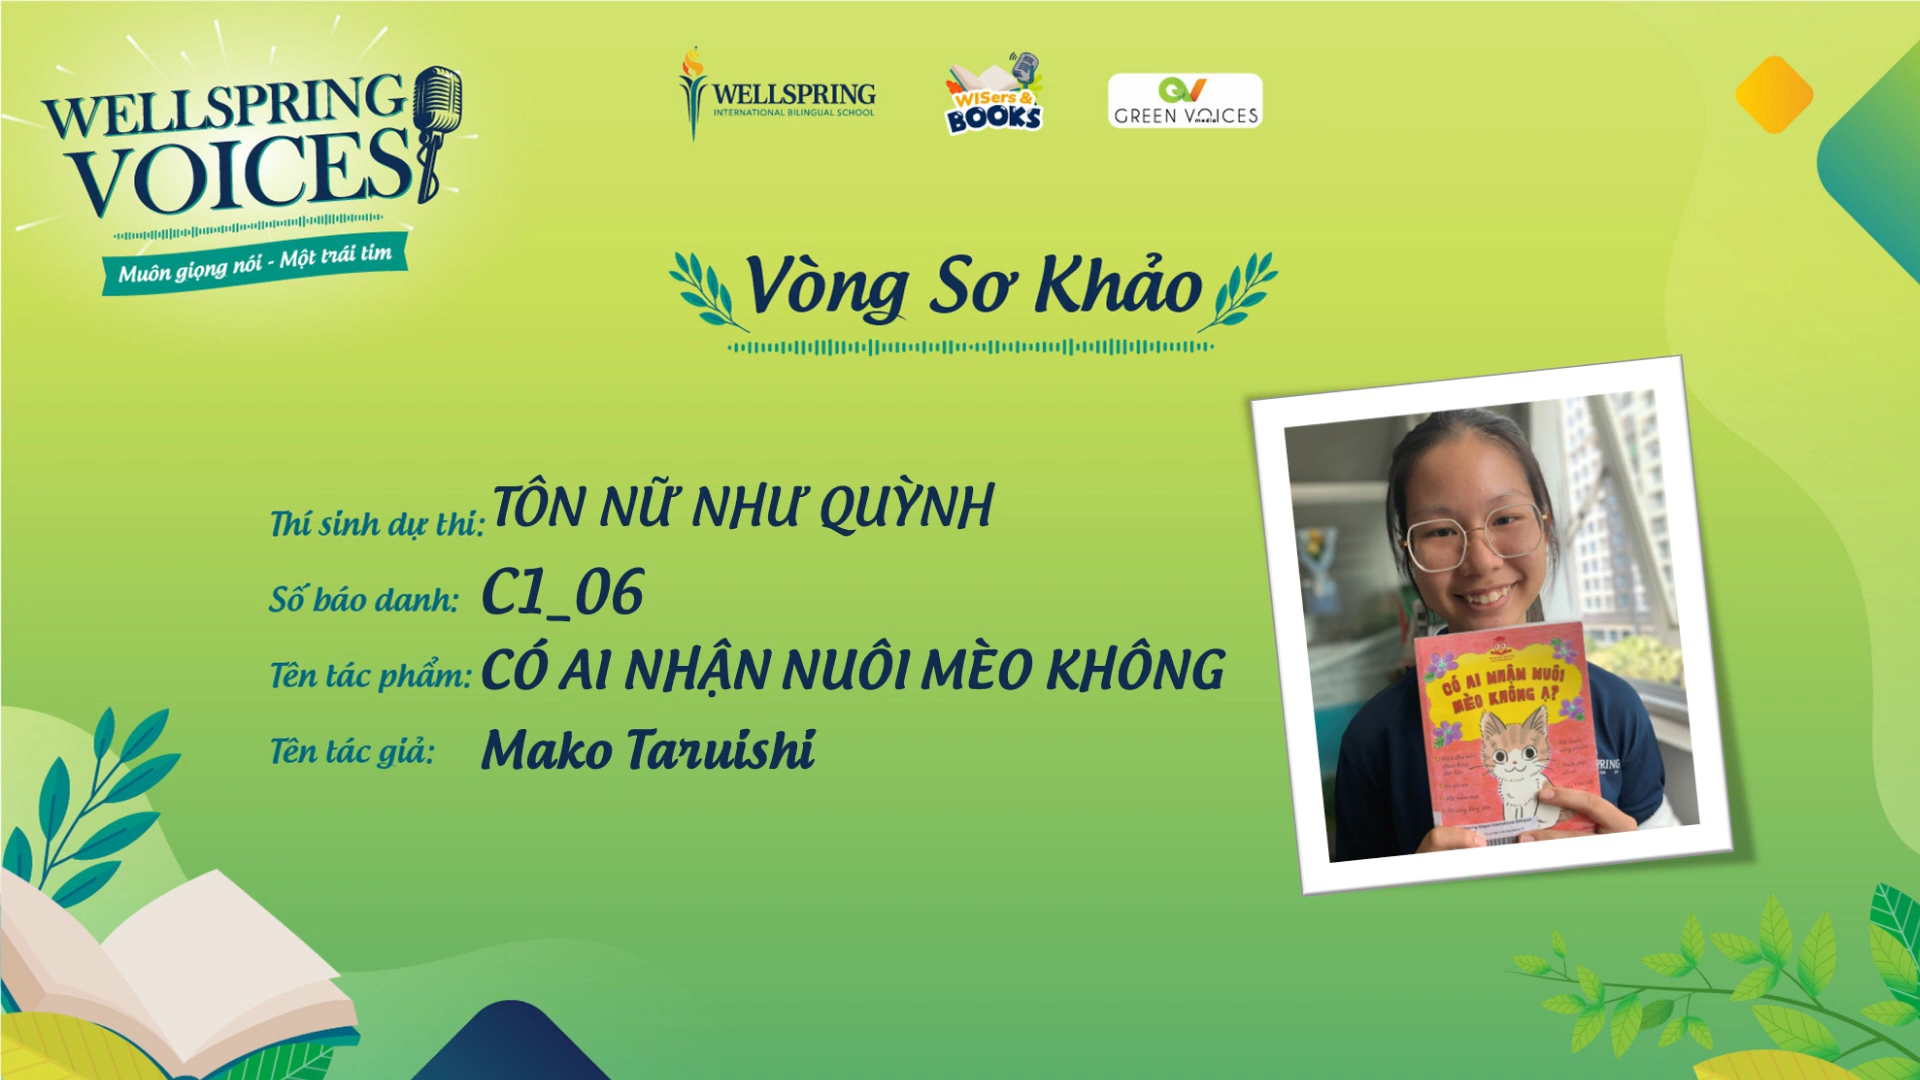 WELLSPRING
VOICES
Muôn giọng nói - Một trái tim
WELLSPRING
INTERNATIONAL BILINGUAL SCHOOL
WISers &
BOOKS
GV
GREEN VOICES
media
Vòng Sơ Khảo
Thí sinh dự thi: TÔN NỮ NHƯ QUỲNH
Số báo danh: C1_06
Tên tác phẩm: CÓ AI NHẬN NUÔI MÈO KHÔNG
Tên tác giả: Mako Taruishi
CÓ AI NHẬN NUÔI
MÈO KHÔNG Ạ?